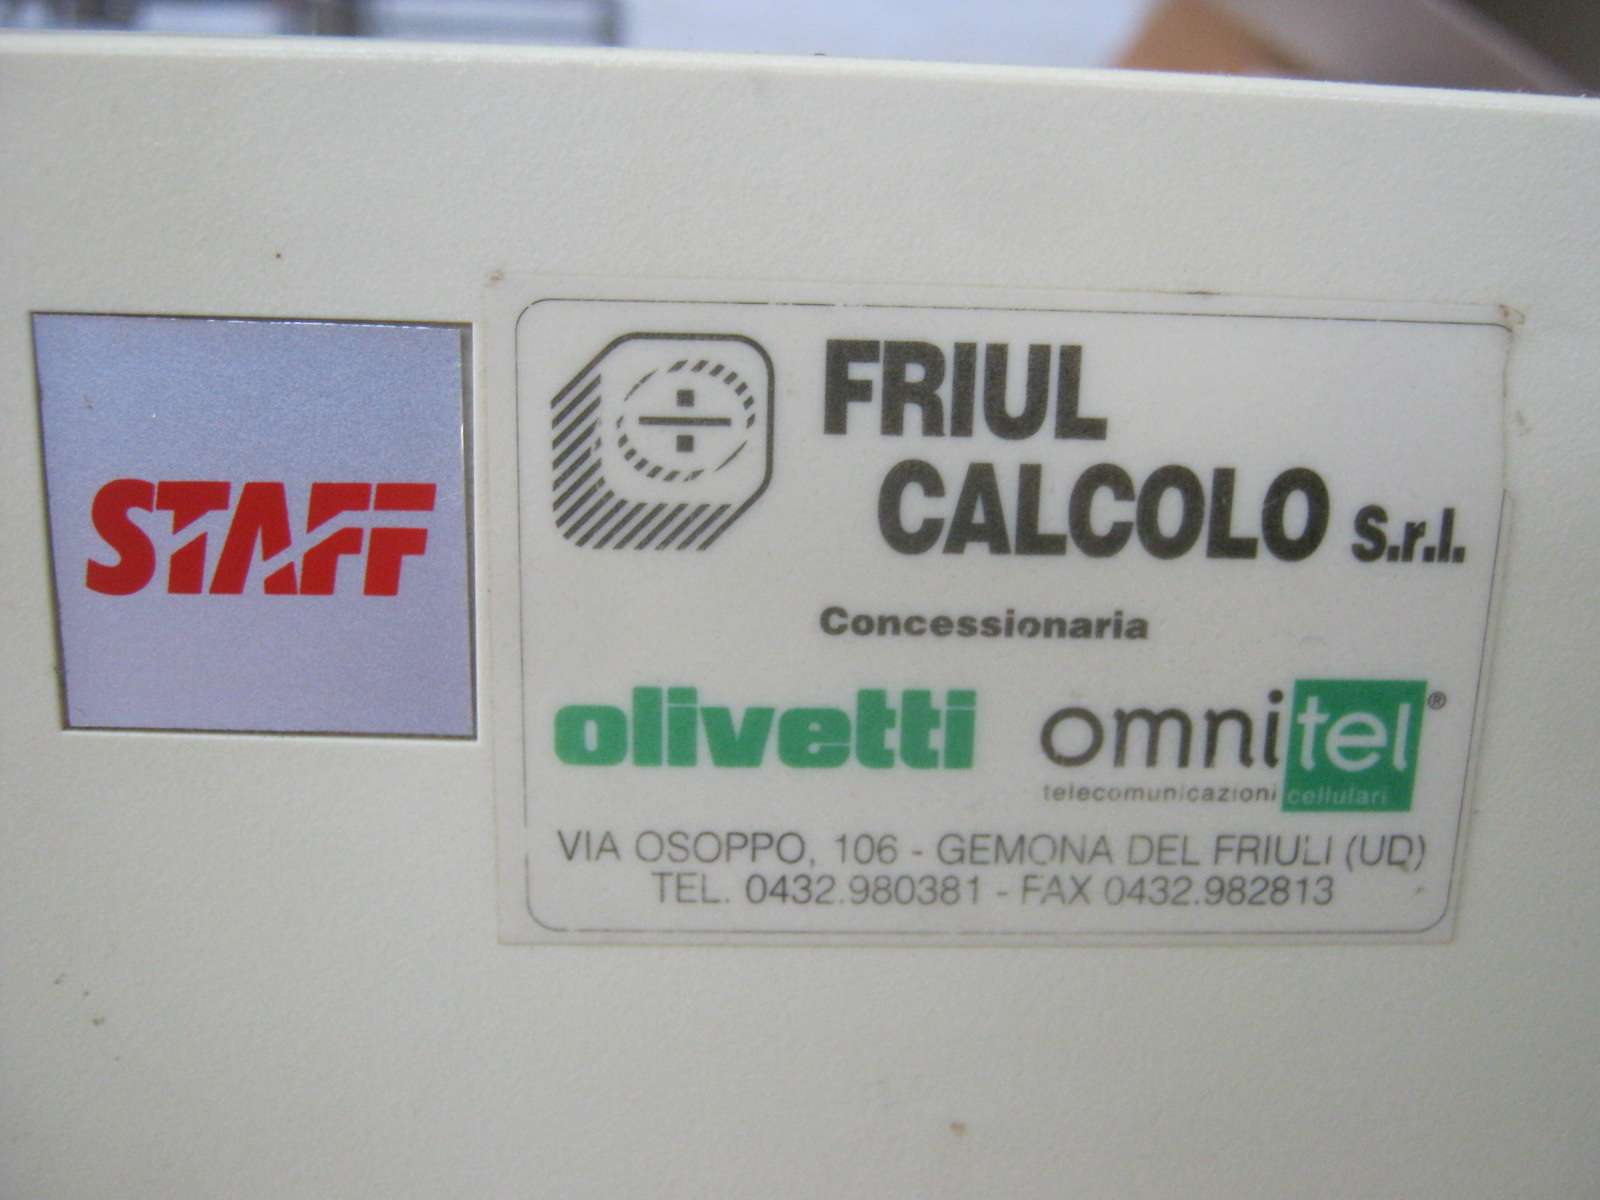 STAFF
FRIUL
CALCOLO S.r.l.
Concessionaria
olivetti omnitel®
telecomunicazioni cellulari
VIA OSOPPO, 106 - GEMONA DEL FRIULI (UD)
TEL. 0432.980381 - FAX 0432.982813